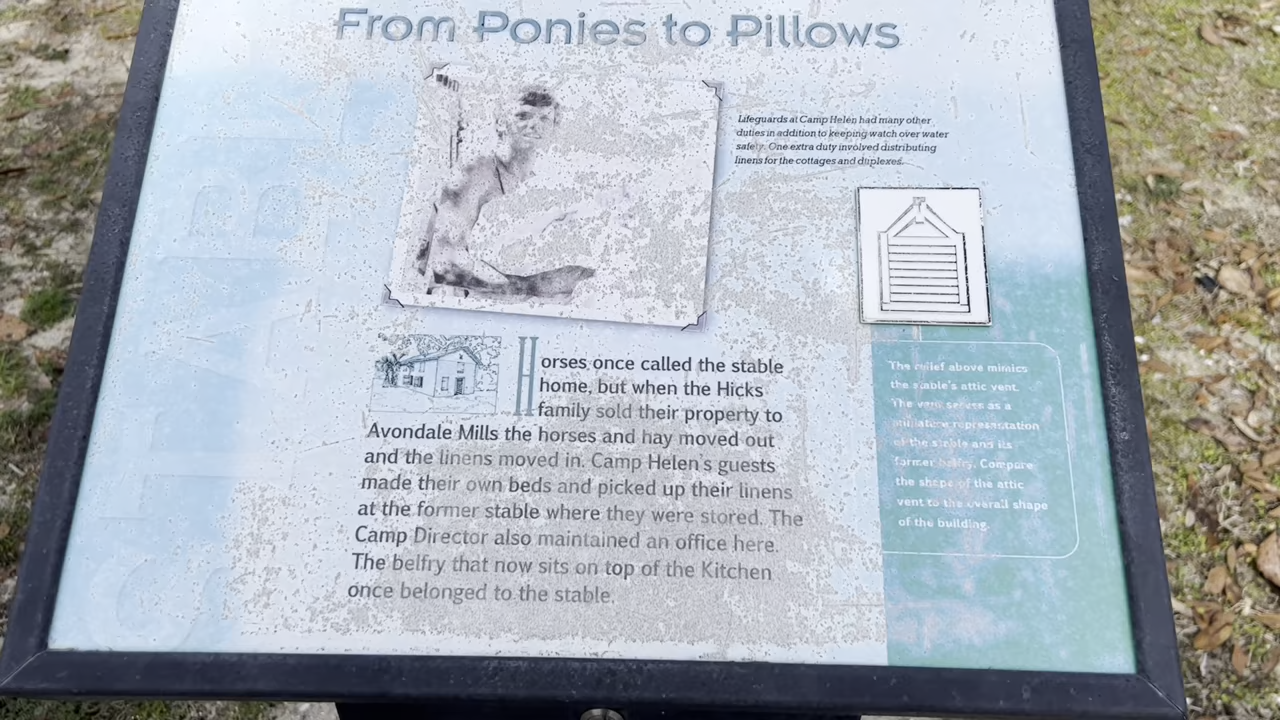 From Ponies to Pillows
Lifeguards at Camp Helen had many other
duties in addition to keeping watch over water
safety. One extra duty involved distributing
linens for the cottages and duplexes.
Horses once called the stable
home, but when the Hicks
family sold their property to
Avondale Mills the horses and hay moved out
and the linens moved in. Camp Helen's guests
made their own beds and picked up their linens
at the former stable where they were stored. The
Camp Director also maintained an office here.
The belfry that now sits on top of the Kitchen
once belonged to the stable.
The relief above mimics
the stable's attic vent.
The vent serves as a
miniature representation
of the stable and its
former belfry. Compare
the shape of the attic
vent to the overall shape
of the building.
STABLE